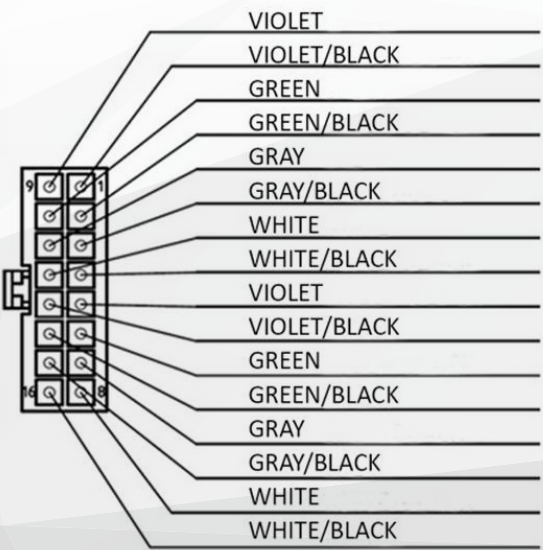 VIOLET
VIOLET/BLACK
GREEN
GREEN/BLACK
GRAY
9 1
GRAY/BLACK
WHITE
WHITE/BLACK
VIOLET
VIOLET/BLACK
GREEN
GREEN/BLACK
16 8
GRAY
GRAY/BLACK
WHITE
WHITE/BLACK